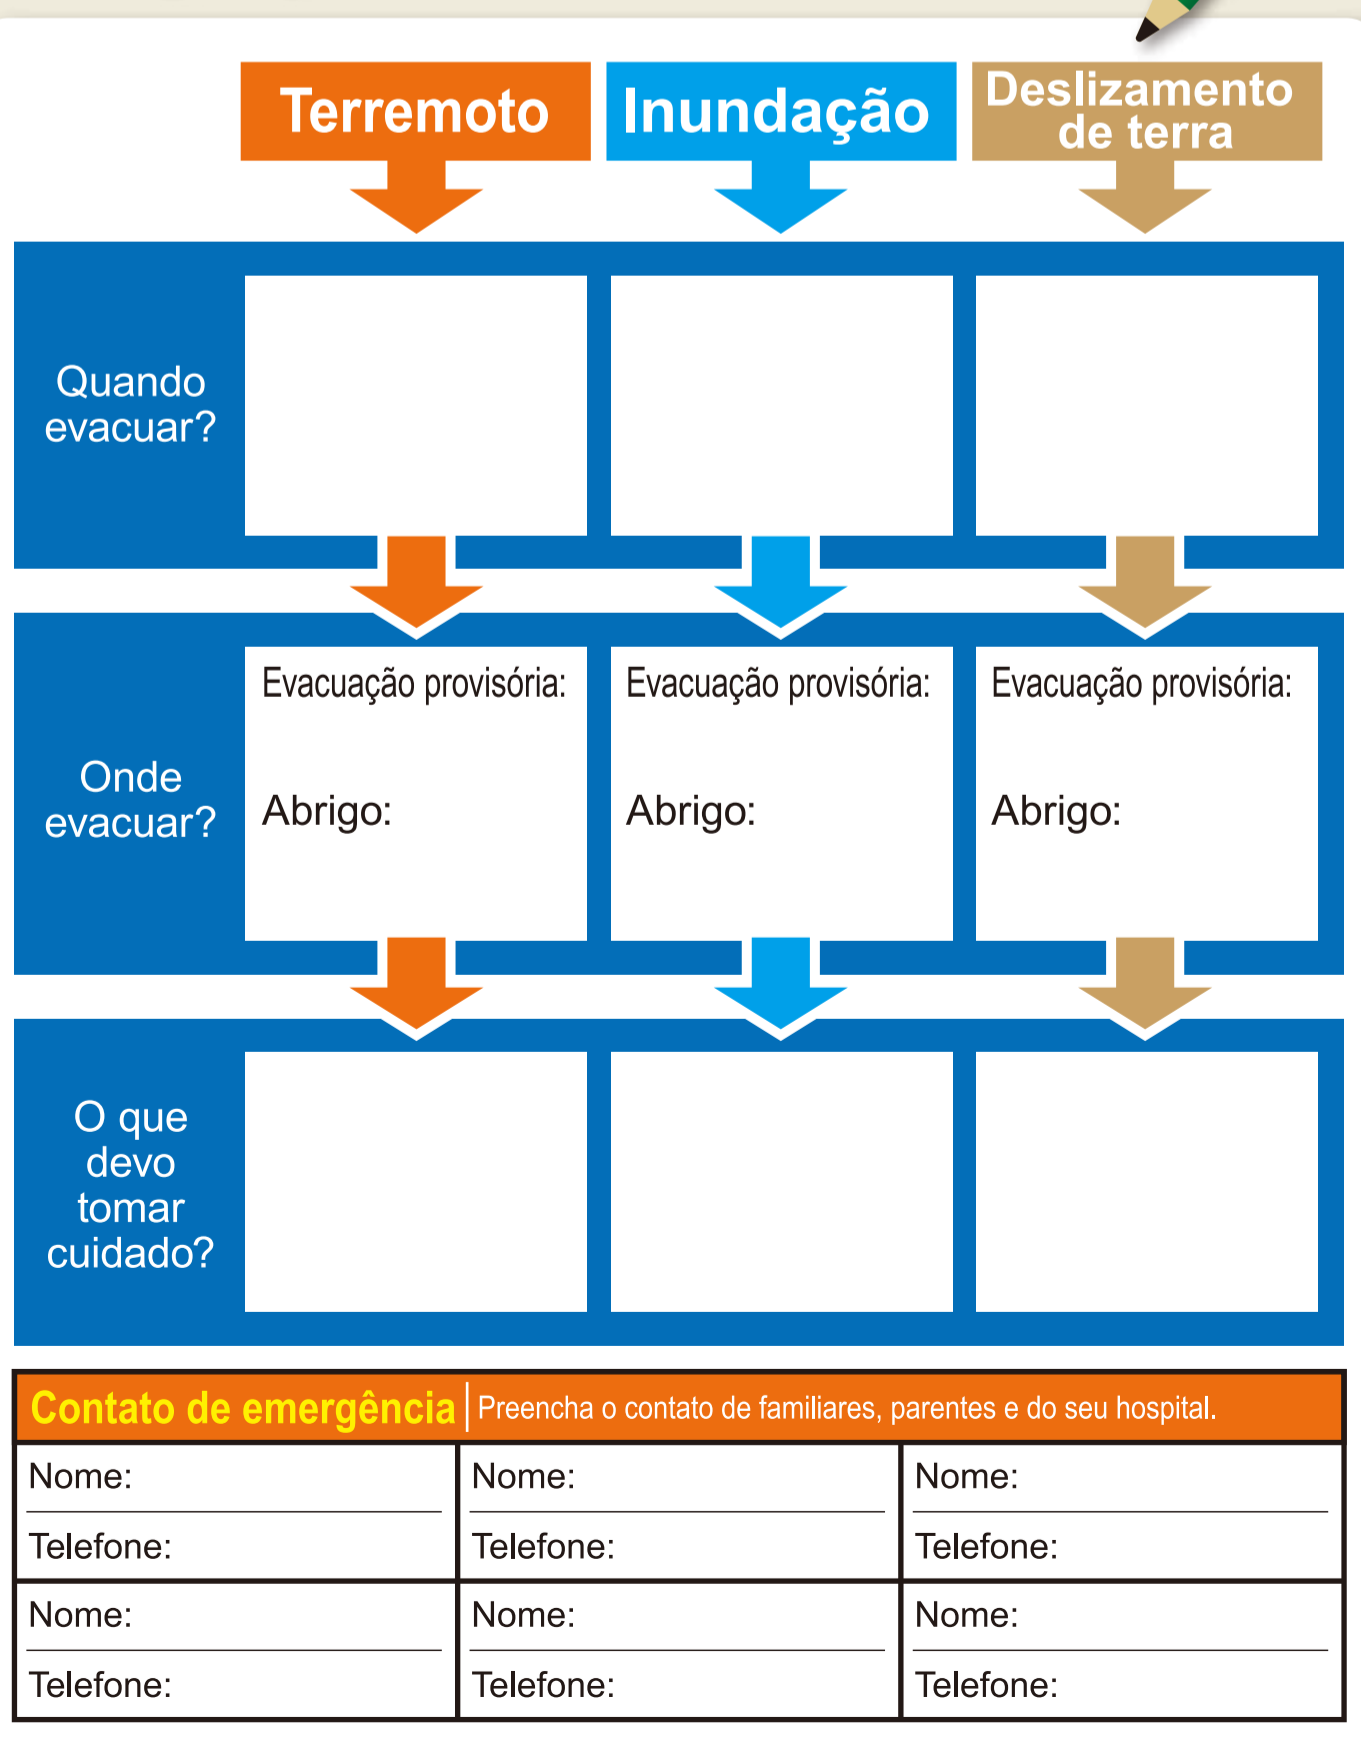 Terremoto
Inundação
Deslizamento
de terra
Quando
evacuar?
Onde
evacuar?
Evacuação provisória:
Abrigo:
Evacuação provisória:
Abrigo:
Evacuação provisória:
Abrigo:
O que
devo
tomar
cuidado?
Contato de emergência Preencha o contato de familiares, parentes e do seu hospital.
Nome:
Telefone:
Nome:
Telefone:
Nome:
Telefone:
Nome:
Telefone:
Nome:
Telefone:
Nome:
Telefone: